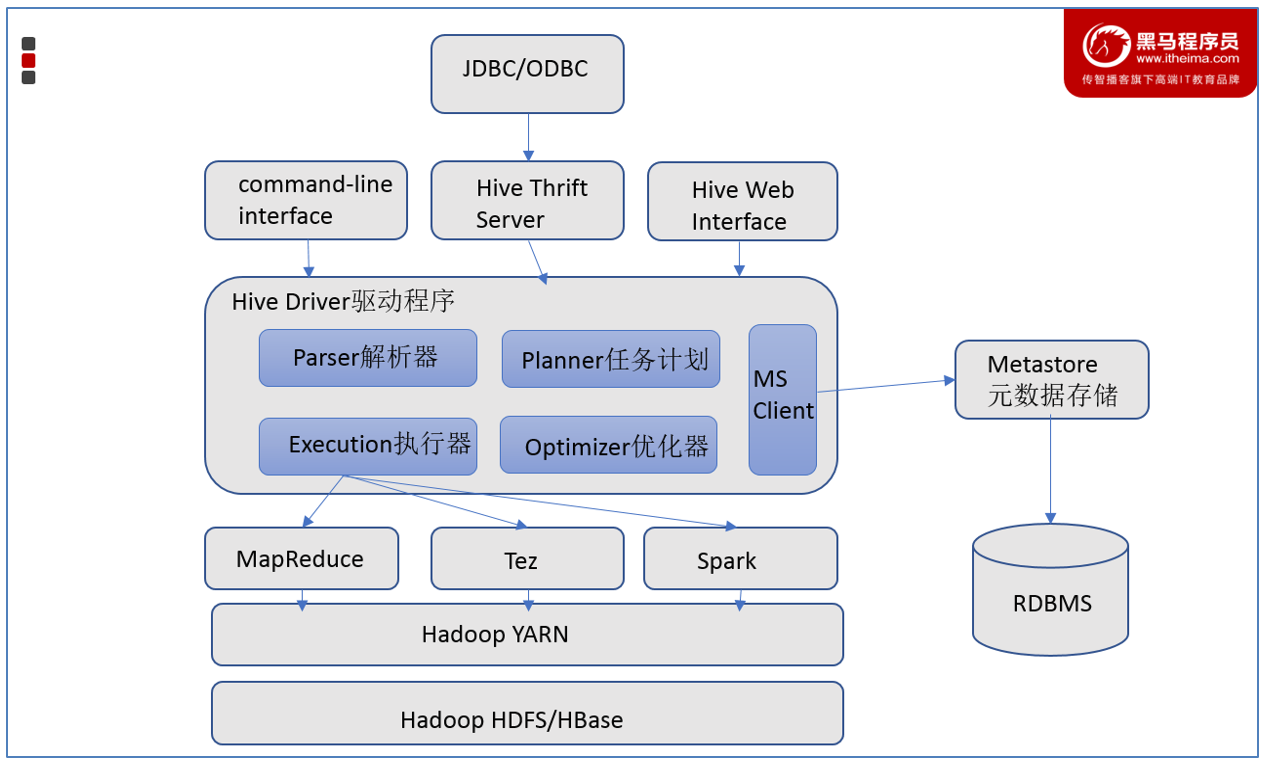 黑马程序员
www.itheima.com
传智播客旗下高端IT教育品牌
JDBC/ODBC
command-line
interface
Hive Thrift
Server
Hive Web
Interface
Hive Driver驱动程序
Parser解析器
Planner任务计划
MS
Client
Execution执行器
Optimizer优化器
Metastore
元数据存储
MapReduce
Tez
Spark
RDBMS
Hadoop YARN
Hadoop HDFS/HBase